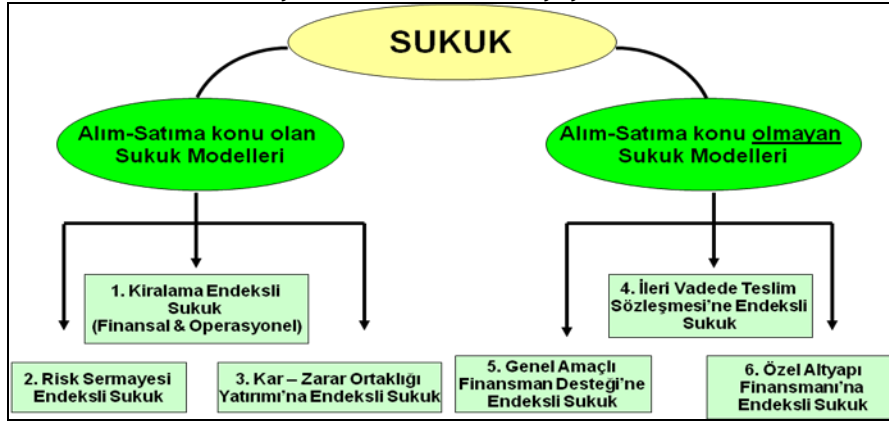 SUKUK
Alım-Satıma konu olan
Sukuk Modelleri
Alım-Satıma konu olmayan
Sukuk Modelleri
1. Kiralama Endeksli
Sukuk
(Finansal & Operasyonel)
4. İleri Vadede Teslim
Sözleşmesi'ne Endeksli
Sukuk
2. Risk Sermayesi
Endeksli Sukuk
3. Kar – Zarar Ortaklığı
Yatırımı'na Endeksli Sukuk
5. Genel Amaçlı
Finansman Desteği'ne
Endeksli Sukuk
6. Özel Altyapı
Finansmanı'na
Endeksli Sukuk